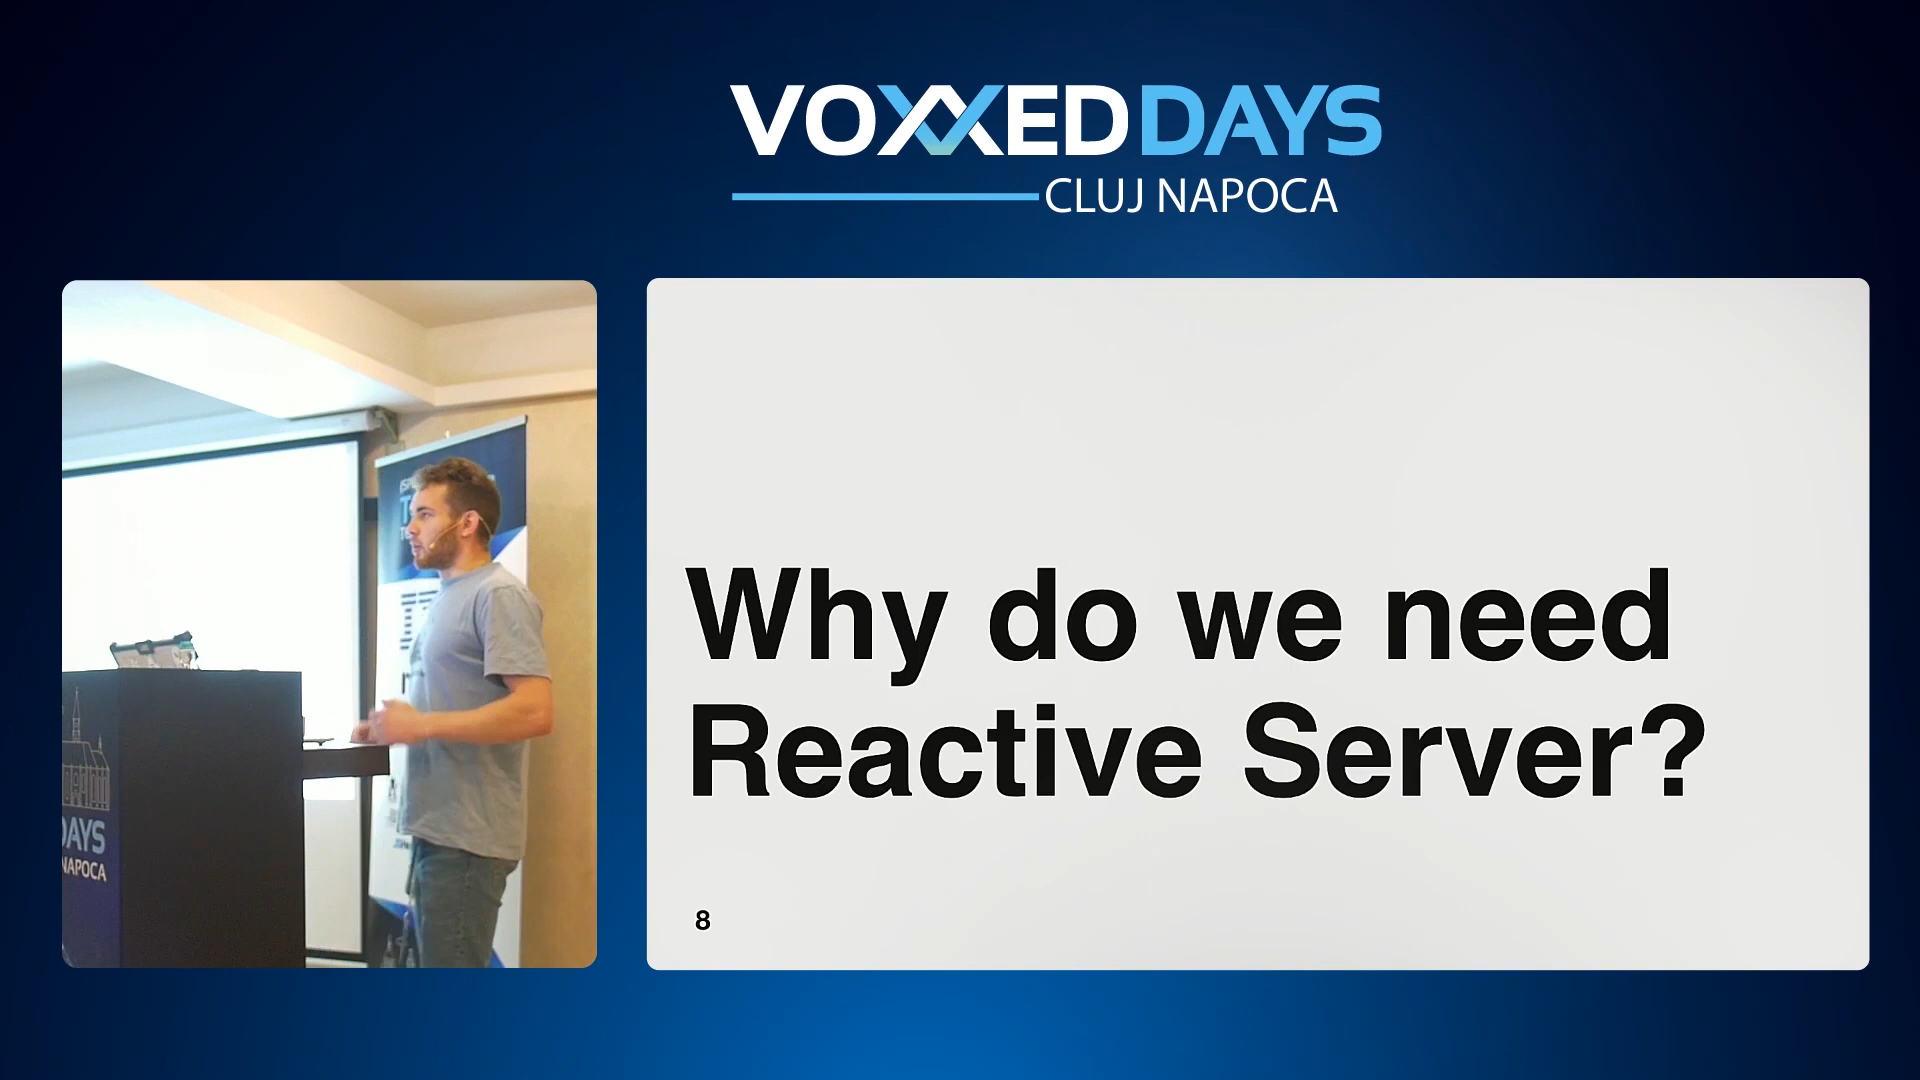 VOXXED DAYS
CLUJ NAPOCA
DAYS
NAPOCA
Why do we need
Reactive Server?
8